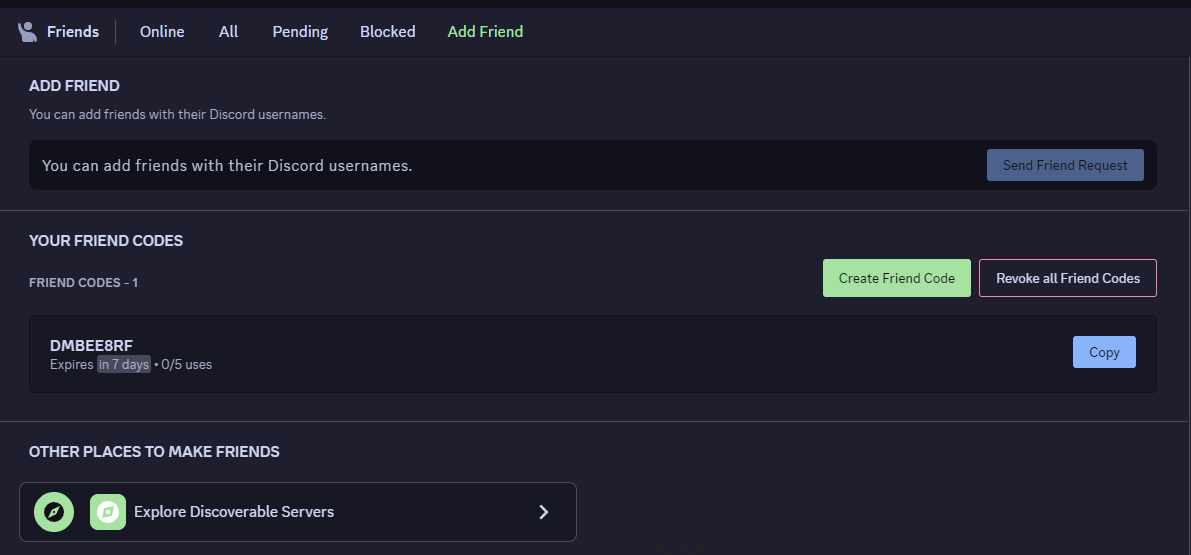 Friends Online All Pending Blocked Add Friend
ADD FRIEND
You can add friends with their Discord usernames.
You can add friends with their Discord usernames. Send Friend Request
YOUR FRIEND CODES
FRIEND CODES - 1 Create Friend Code Revoke all Friend Codes
DMBEE8RF
Expires in 7 days • 0/5 uses Copy
OTHER PLACES TO MAKE FRIENDS
Explore Discoverable Servers